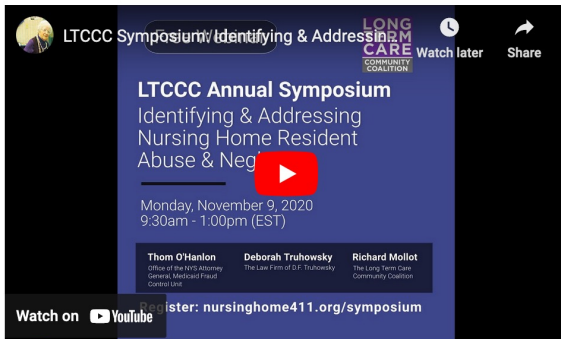 LTCCC Symposium: Identifying & Addressin...
LONG
TERM
CARE
COMMUNITY
COALITION
Watch later
Share
LTCCC Annual Symposium
Identifying & Addressing
Nursing Home Resident
Abuse &
Monday, November 9, 2020
9:30am - 1:00pm (EST)
Thom O'Hanlon
Office of the NYS Attorney
General, Medicaid Fraud
Control Unit
Deborah Truhowsky
The Law Firm of D.F. Truhowsky
Richard Mollot
The Long Term Care
Community Coalition
Watch on YouTube
Register: nursinghome411.org/symposium